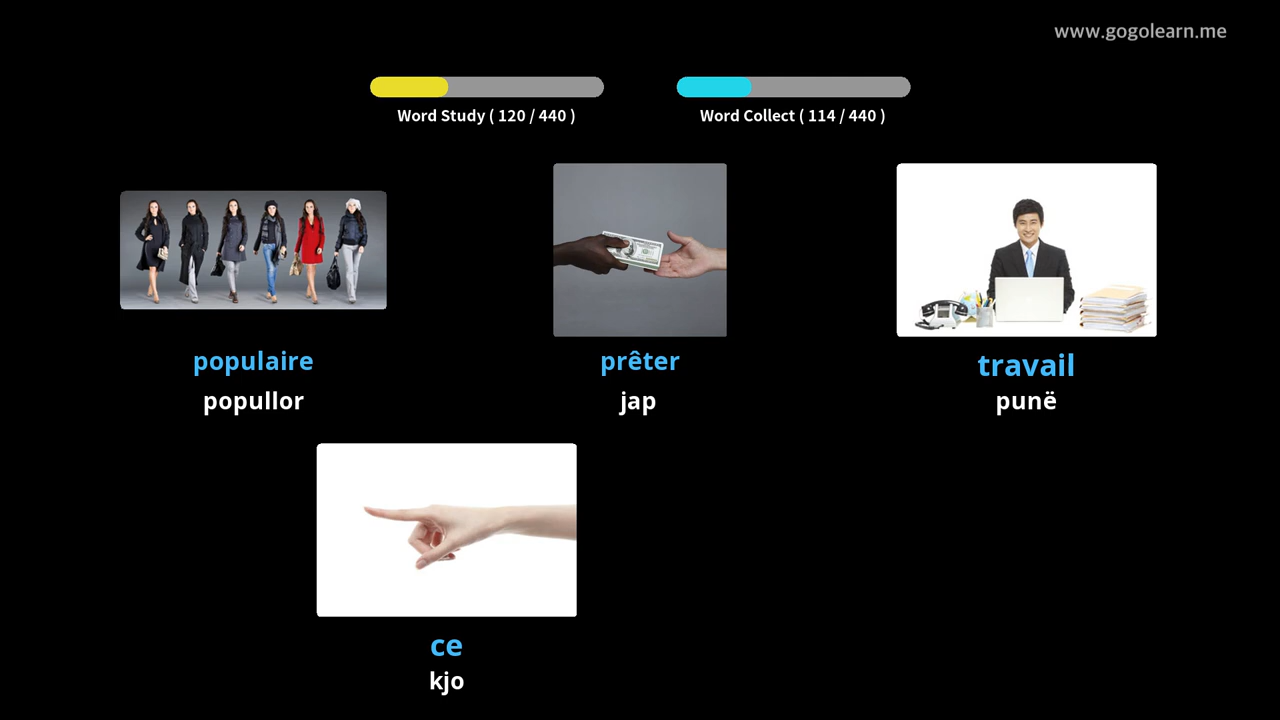 www.gogolearn.me
Word Study ( 120 / 440 )
Word Collect ( 114 / 440 )
populaire
popullor
prêter
jap
travail
punë
ce
kjo